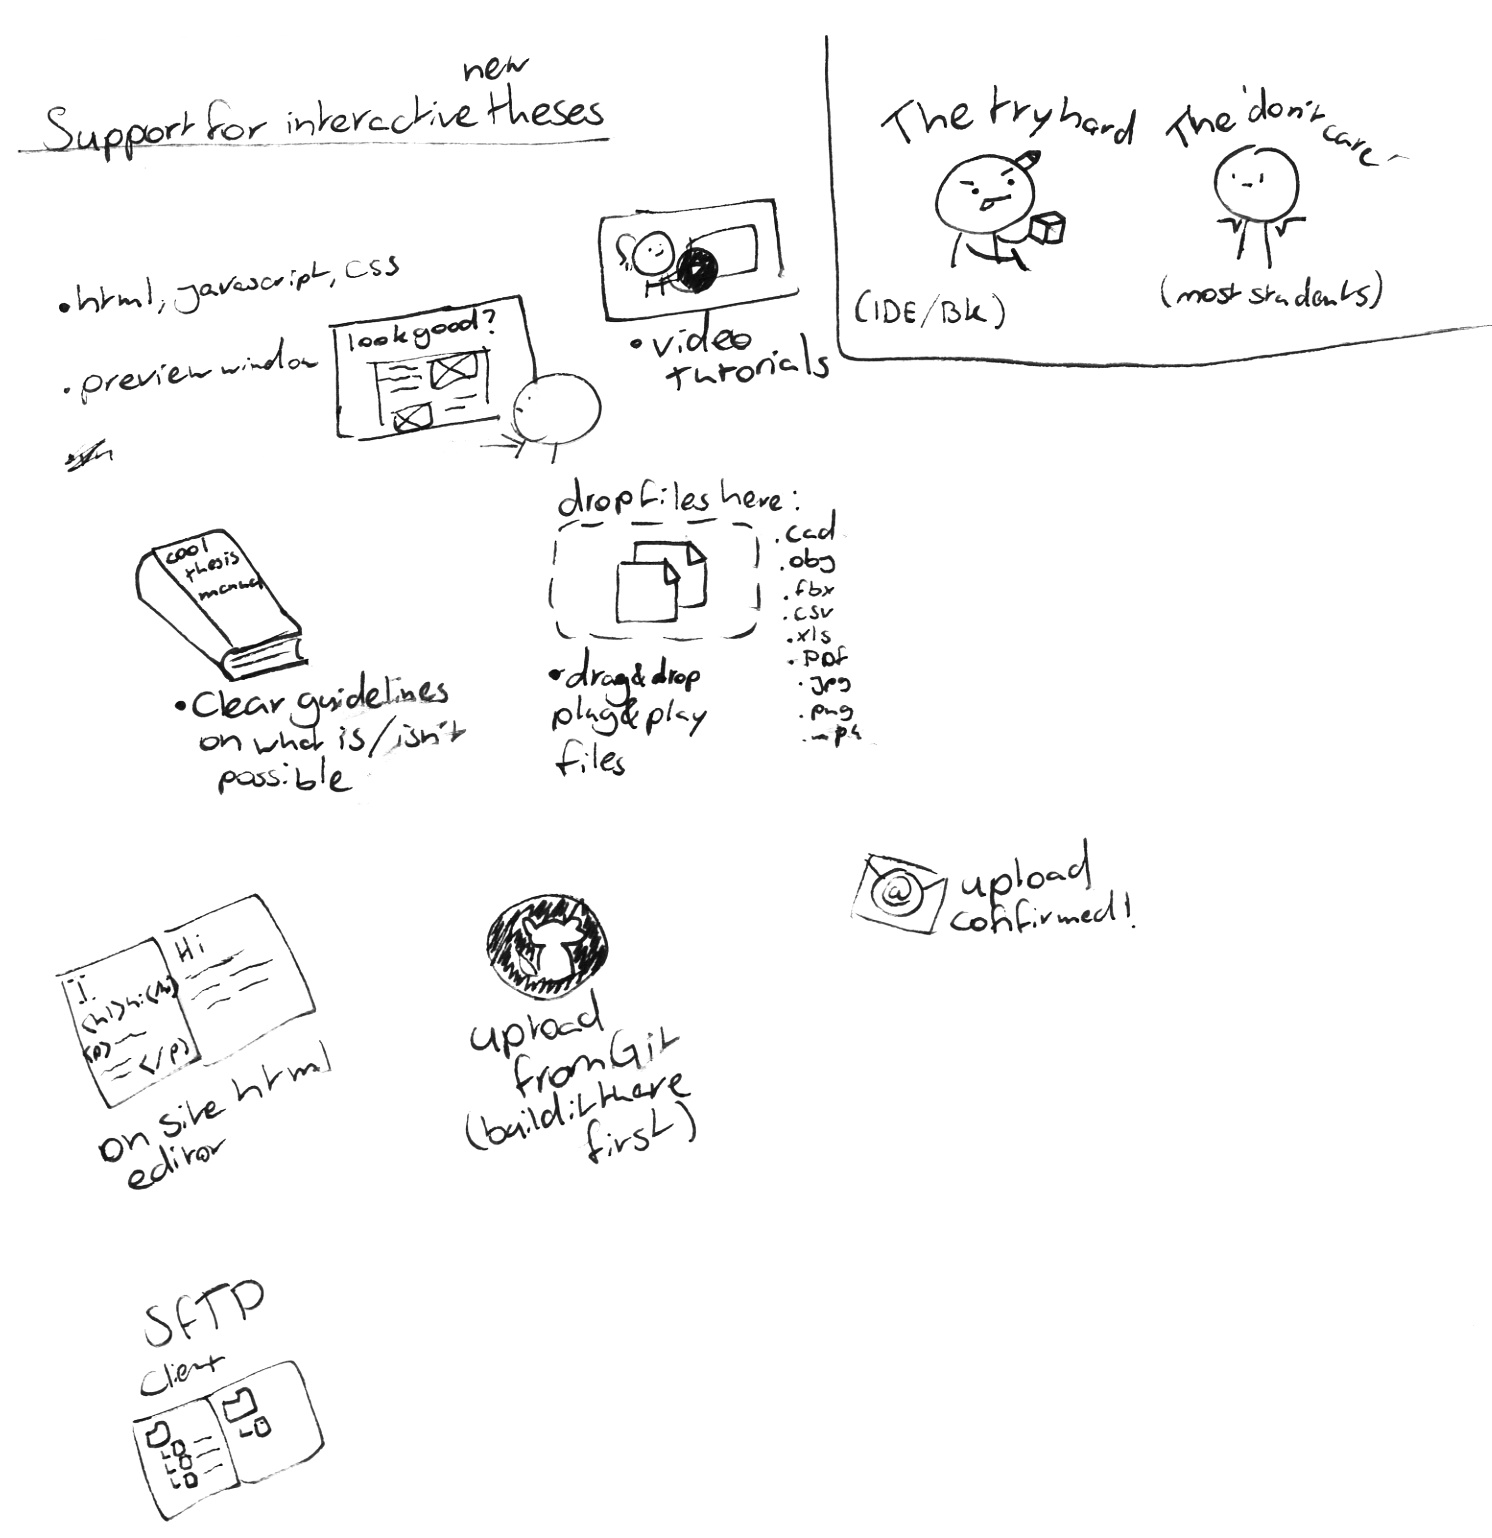 new
Support for interactive theses
The tryhard
The 'don't care'
(IDE/BK)
(most students)
• html, javascript, css
• preview window
look good?
• video
tutorials
cool
thesis
manual
• Clear guidelines
on what is/isn't
possible
drop files here:
.cad
.obj
.fbx
.csv
.xls
.PDF
.jpg
.png
.mp4
• drag & drop
plug & play
files
I.
<h1>hi</h1>
<p>
</p>
Hi
on site html
editor
upload
from Git
(build it there
first)
@
upload
confirmed!
SFTP
client